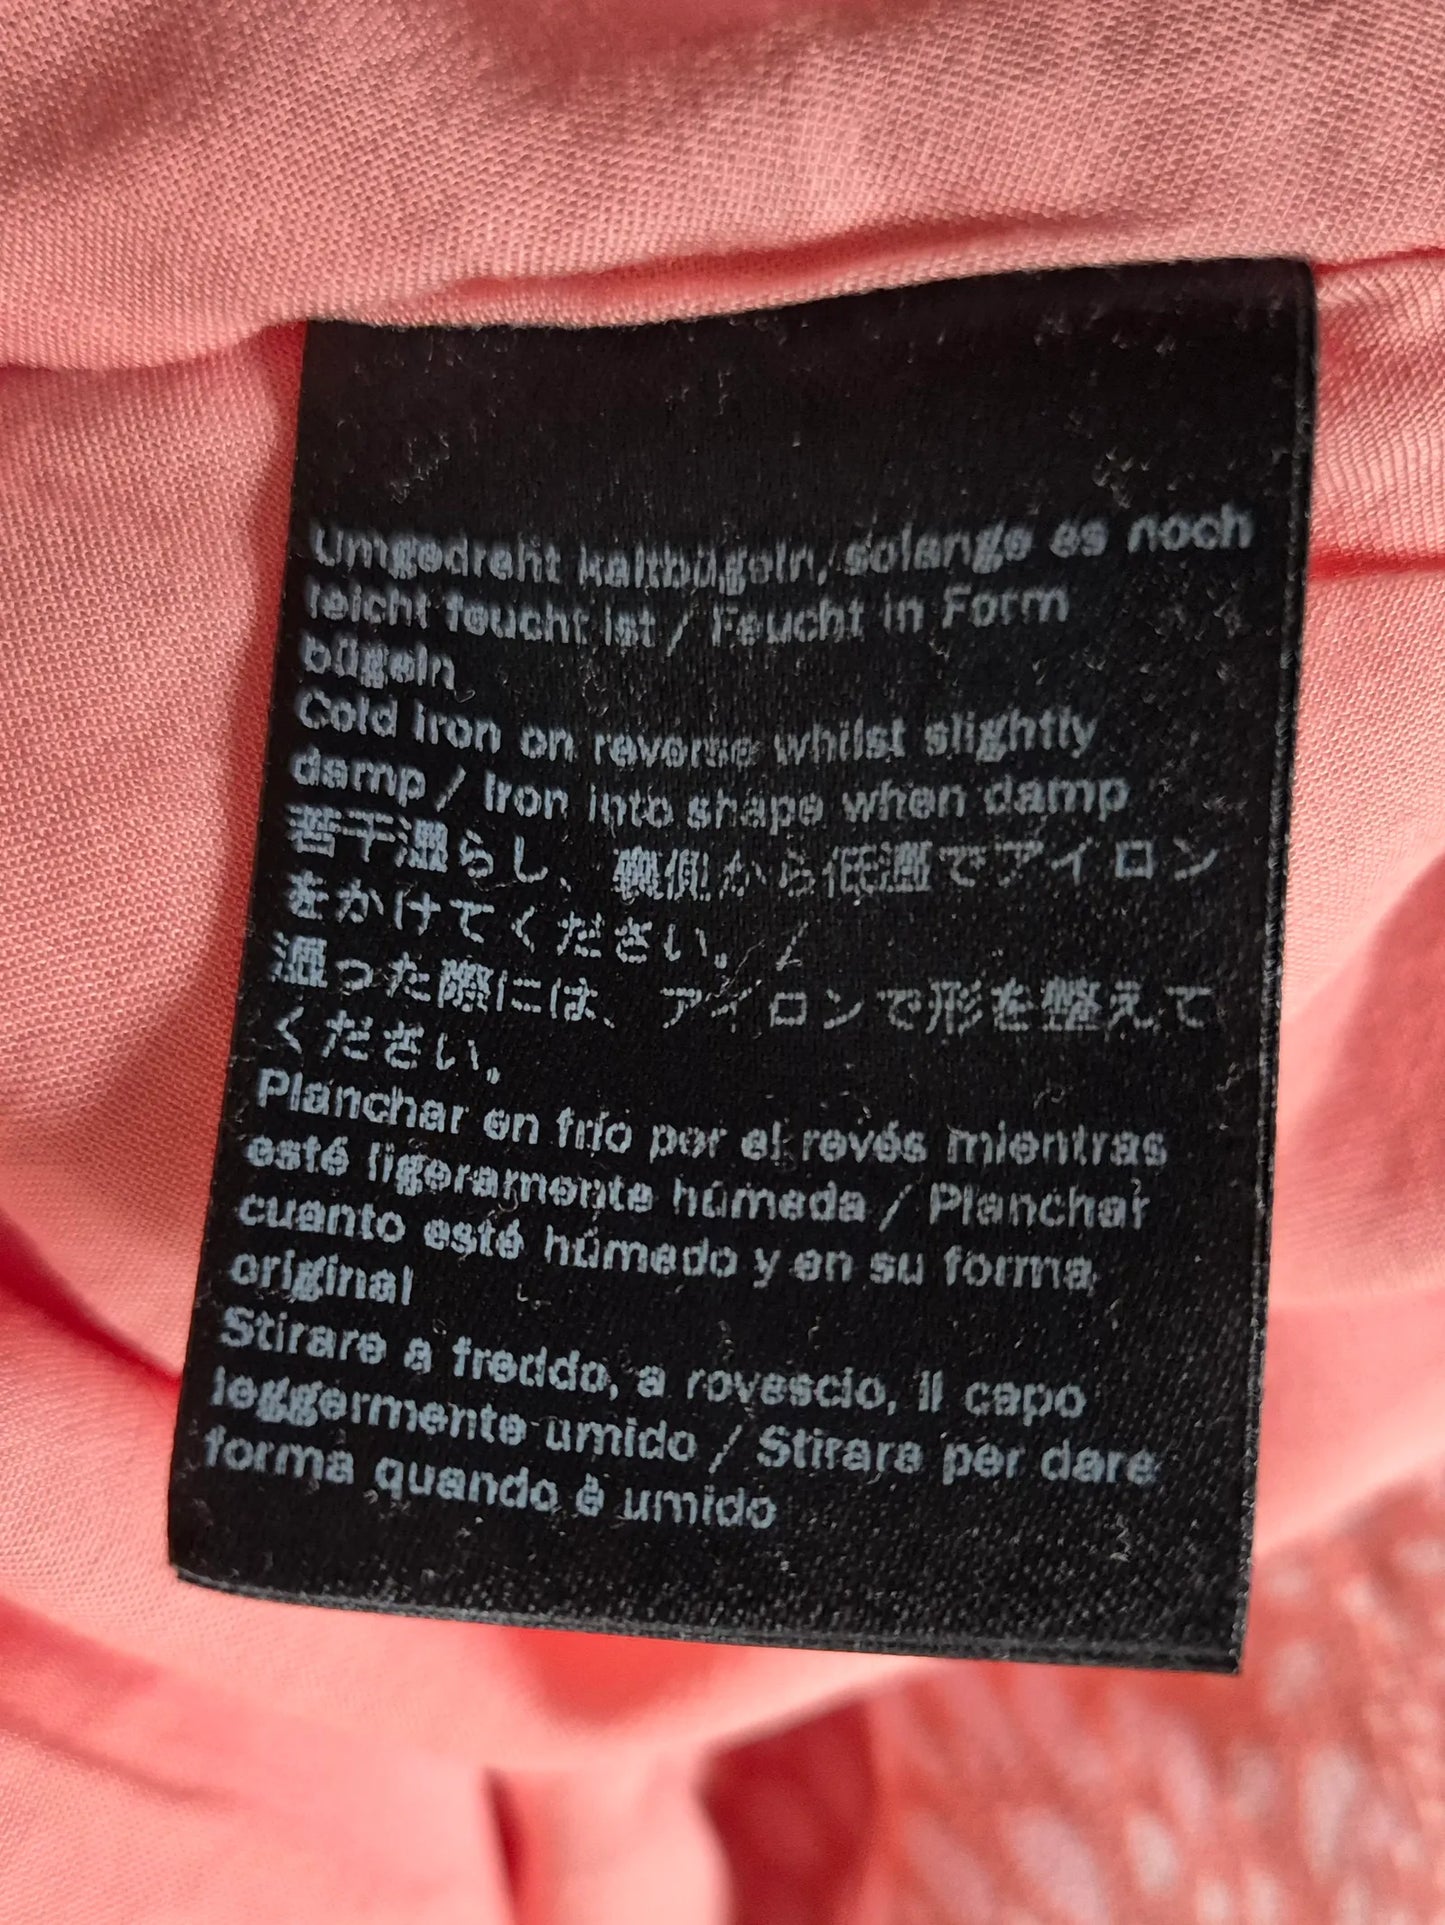 Umgedreht kaltbügeln, solange es noch
leicht feucht ist / Feucht in Form
bügeln
Cold iron on reverse whilst slightly
damp / Iron into shape when damp
若干湿らし、裏側から低温でアイロン
をかけてください。/
湿った際には、アイロンで形を整えて
ください。
Planchar en frío por el revés mientras
esté ligeramente húmeda / Planchar
cuanto esté húmedo y en su forma
original
Stirare a freddo, a rovescio, il capo
leggermente umido / Stirare per dare
forma quando è umido